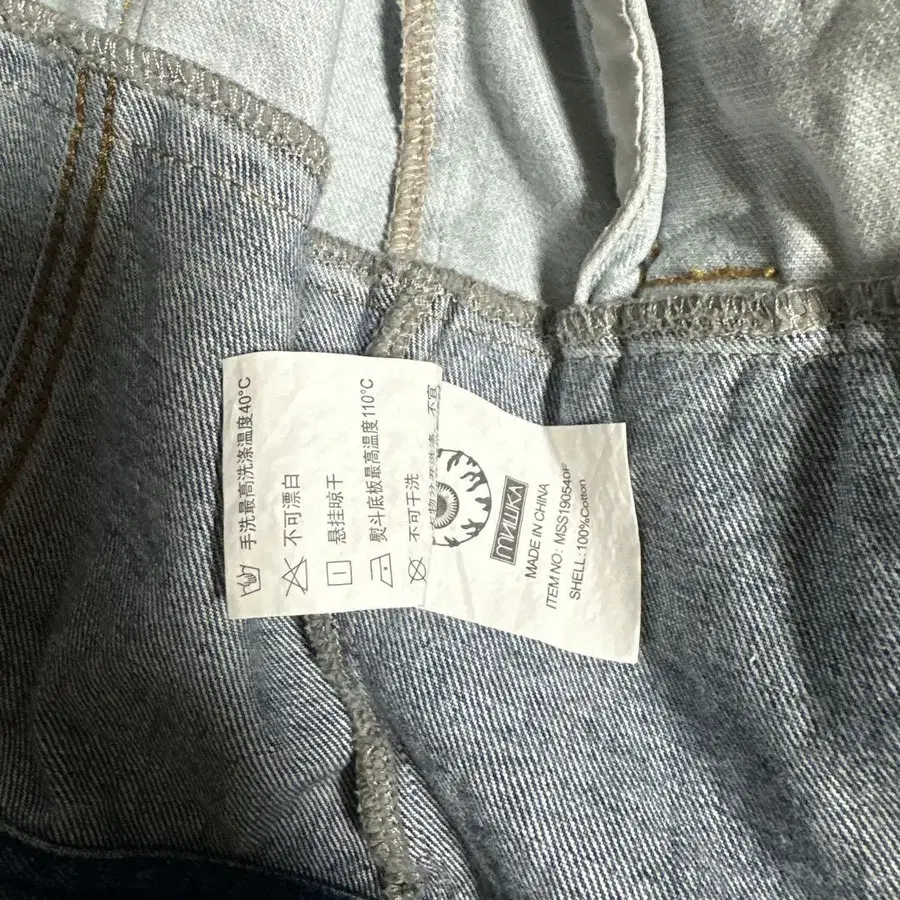 手洗最高洗涤温度40°C
不可漂白
悬挂晾干
熨斗底板最高温度110°C
不可干洗
不宜
MADE IN CHINA
ITEM NO: MSS190540F
SHELL:100%Cotton